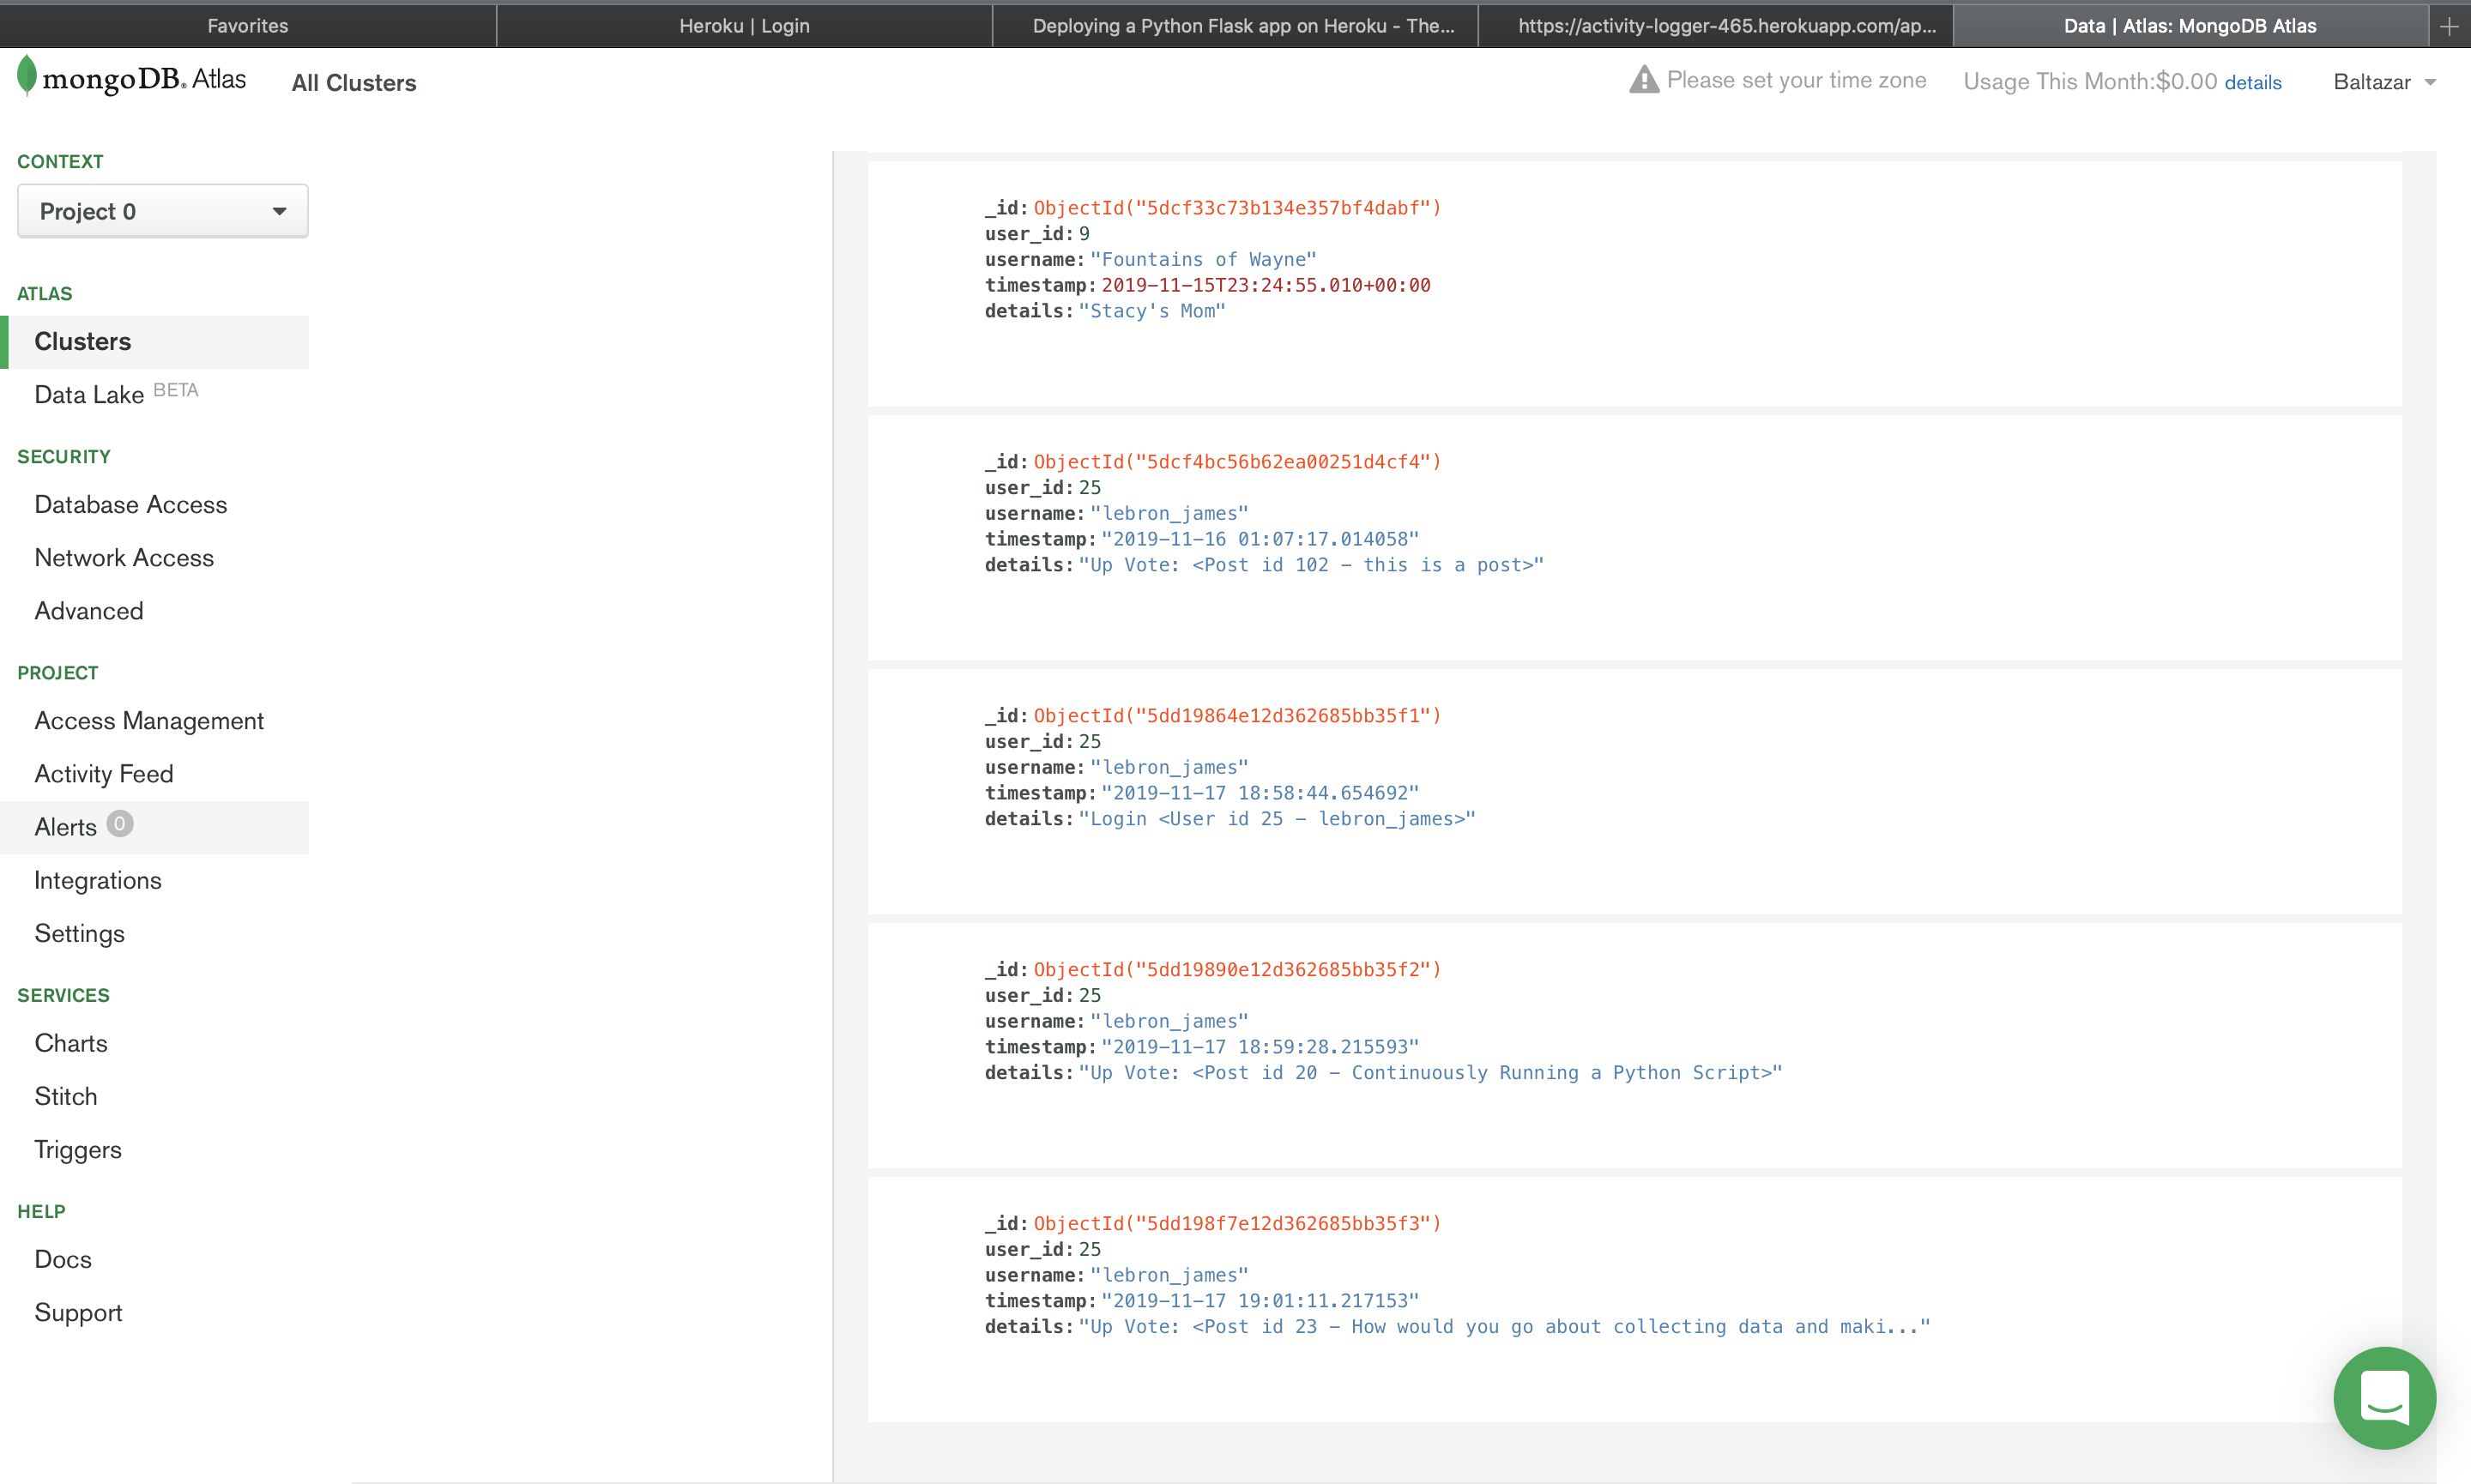 Favorites
Heroku | Login
Deploying a Python Flask app on Heroku - The...
https://activity-logger-465.herokuapp.com/ap...
Data | Atlas: MongoDB Atlas
mongoDB. Atlas
All Clusters
Please set your time zone
Usage This Month:$0.00 details
Baltazar
CONTEXT
Project 0
ATLAS
Clusters
Data Lake BETA
SECURITY
Database Access
Network Access
Advanced
PROJECT
Access Management
Activity Feed
Alerts 0
Integrations
Settings
SERVICES
Charts
Stitch
Triggers
HELP
Docs
Support
_id: ObjectId("5dcf33c73b134e357bf4dabf")
user_id: 9
username: "Fountains of Wayne"
timestamp: 2019-11-15T23:24:55.010+00:00
details: "Stacy's Mom"
_id: ObjectId("5dcf4bc56b62ea00251d4cf4")
user_id: 25
username: "lebron_james"
timestamp: "2019-11-16 01:07:17.014058"
details: "Up Vote: <Post id 102 - this is a post>"
_id: ObjectId("5dd19864e12d362685bb35f1")
user_id: 25
username: "lebron_james"
timestamp: "2019-11-17 18:58:44.654692"
details: "Login <User id 25 - lebron_james>"
_id: ObjectId("5dd19890e12d362685bb35f2")
user_id: 25
username: "lebron_james"
timestamp: "2019-11-17 18:59:28.215593"
details: "Up Vote: <Post id 20 - Continuously Running a Python Script>"
_id: ObjectId("5dd198f7e12d362685bb35f3")
user_id: 25
username: "lebron_james"
timestamp: "2019-11-17 19:01:11.217153"
details: "Up Vote: <Post id 23 - How would you go about collecting data and maki..."